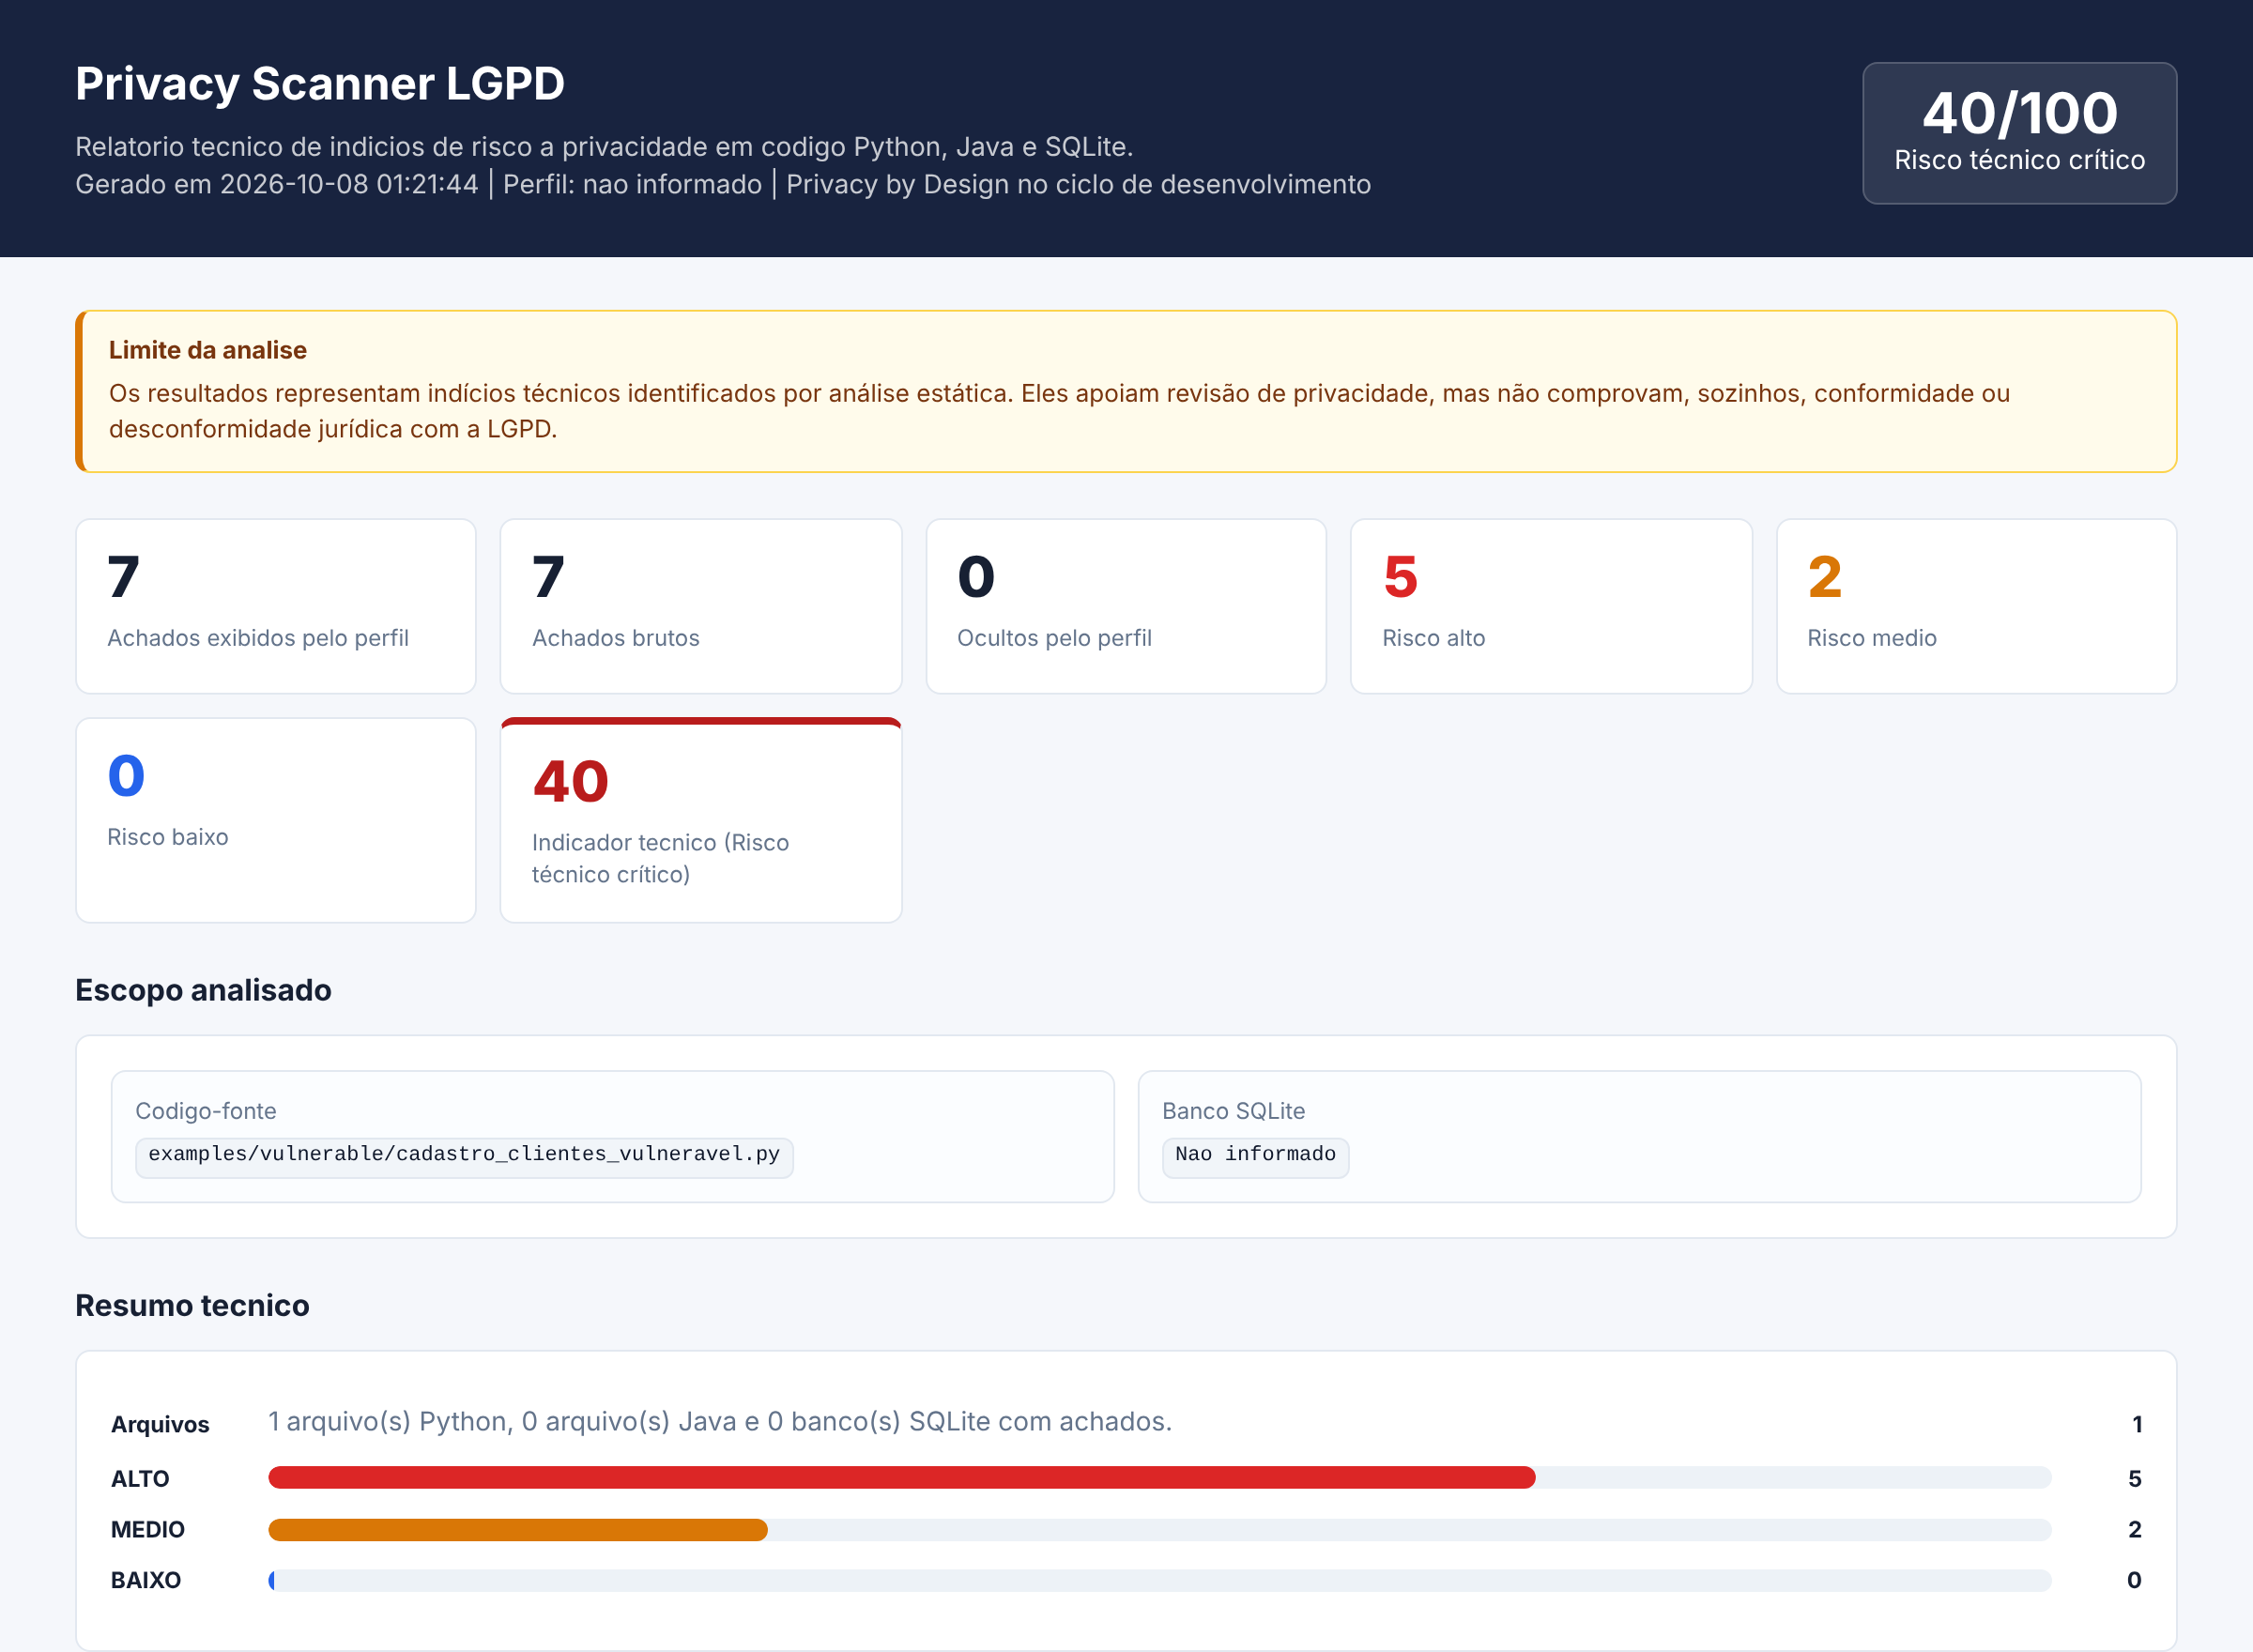 Privacy Scanner LGPD
Relatorio tecnico de indicios de risco a privacidade em codigo Python, Java e SQLite.
Gerado em 2026-10-08 01:21:44 | Perfil: nao informado | Privacy by Design no ciclo de desenvolvimento
40/100
Risco técnico crítico
Limite da analise
Os resultados representam indícios técnicos identificados por análise estática. Eles apoiam revisão de privacidade, mas não comprovam, sozinhos, conformidade ou
desconformidade jurídica com a LGPD.
7
Achados exibidos pelo perfil
7
Achados brutos
0
Ocultos pelo perfil
5
Risco alto
2
Risco medio
0
Risco baixo
40
Indicador tecnico (Risco
técnico crítico)
Escopo analisado
Codigo-fonte
examples/vulnerable/cadastro_clientes_vulneravel.py
Banco SQLite
Nao informado
Resumo tecnico
Arquivos 1 arquivo(s) Python, 0 arquivo(s) Java e 0 banco(s) SQLite com achados. 1
ALTO 5
MEDIO 2
BAIXO 0